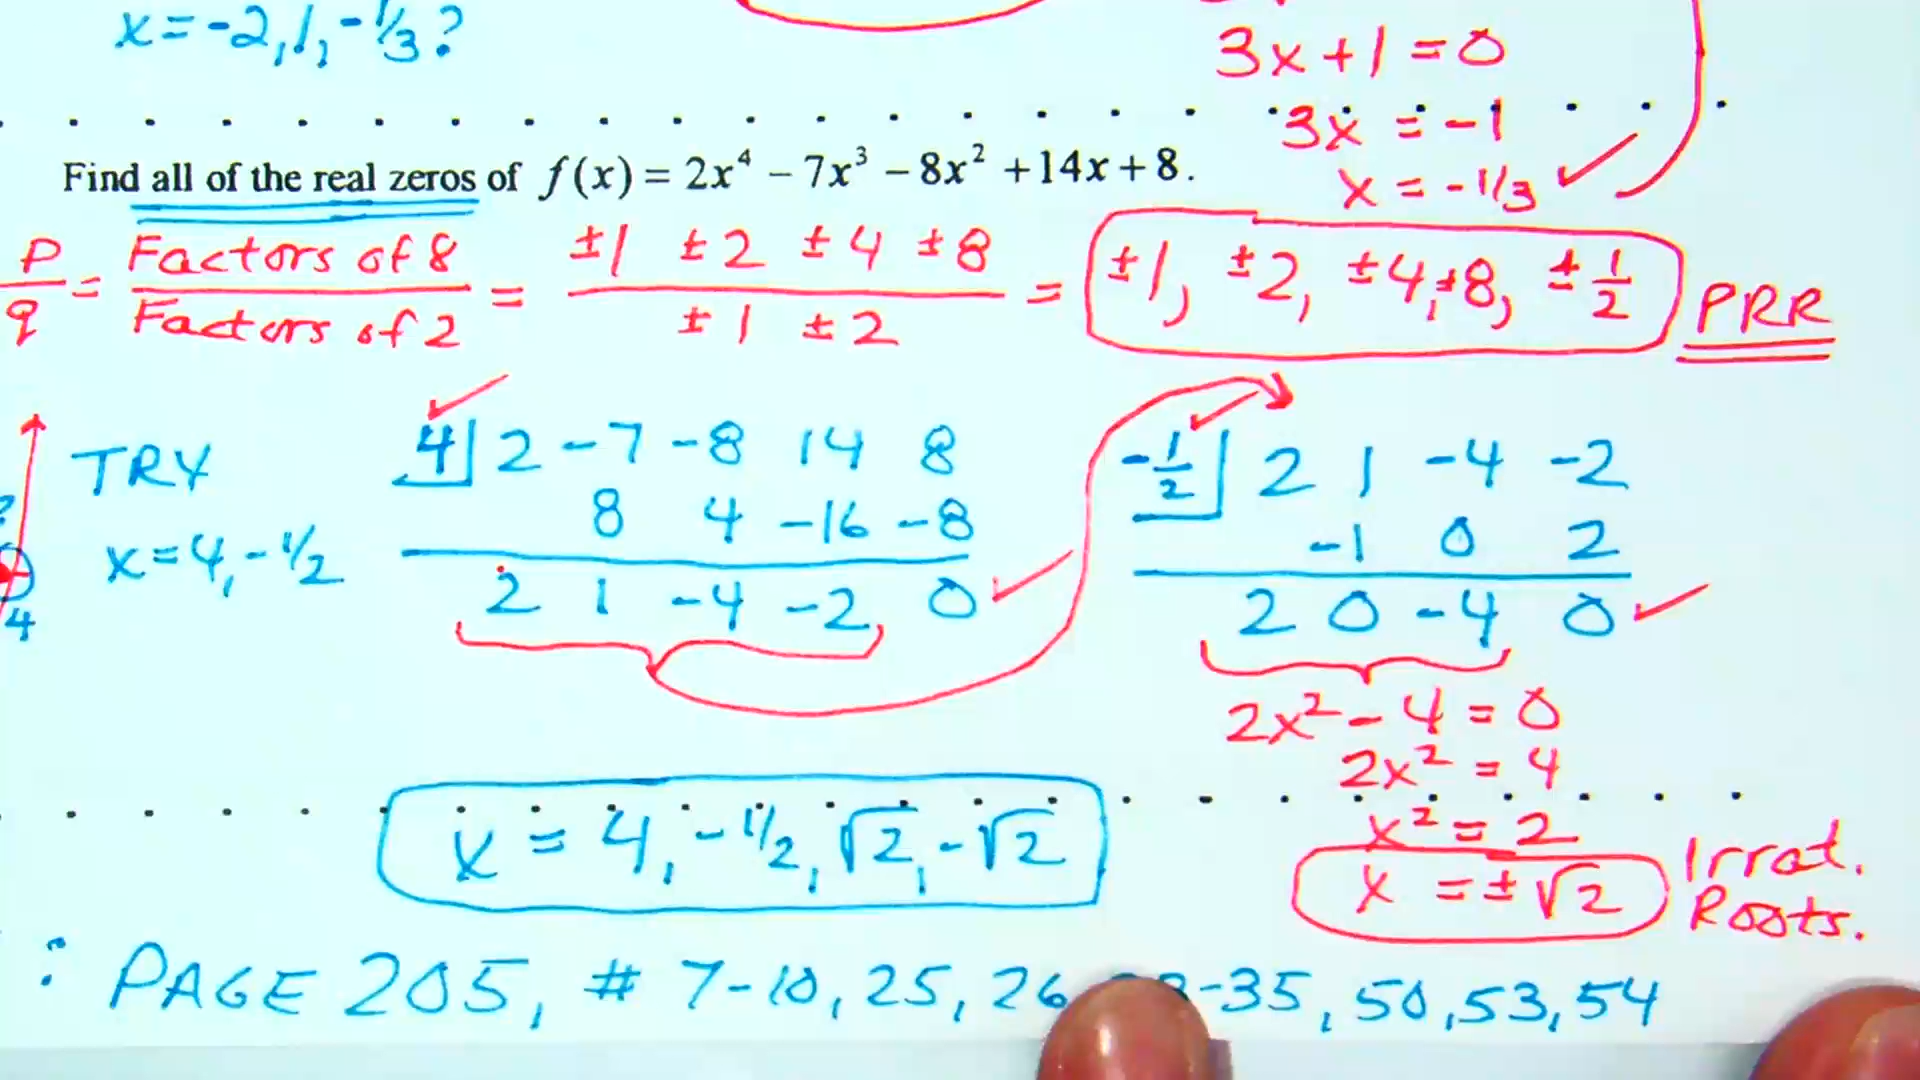 x=-2,1,-1/3?
3x+1=0
3x=-1
x=-1/3 ✓
Find all of the real zeros of f(x) = 2x⁴ - 7x³ - 8x² + 14x + 8.
p/q = Factors of 8/Factors of 2 = ±1 ±2 ±4 ±8/±1 ±2 = ±1, ±2, ±4, ±8, ±1/2 PRR
TRY
x=4,-1/2
4
4 ✓| 2 -7 -8 14 8
8 4 -16 -8
2 1 -4 -2 0 ✓
-1/2 ✓| 2 1 -4 -2
-1 0 2
2 0 -4 0 ✓
2x²-4=0
2x²=4
x²=2
x=±√2 Irrat. Roots.
x = 4, -1/2, √2, -√2
: PAGE 205, # 7-10, 25, 26 -35, 50, 53, 54